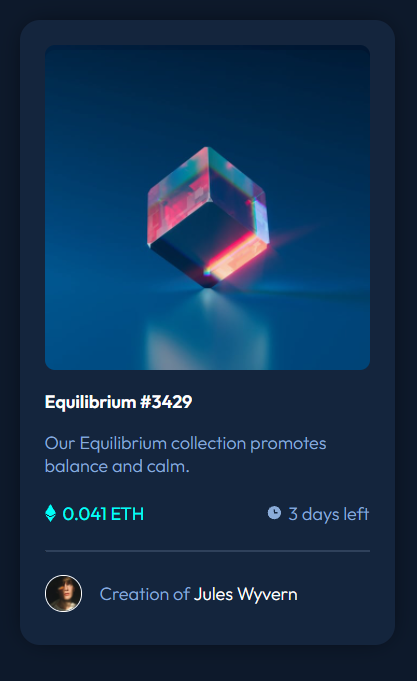 Equilibrium #3429
Our Equilibrium collection promotes
balance and calm.
0.041 ETH
3 days left
Creation of Jules Wyvern